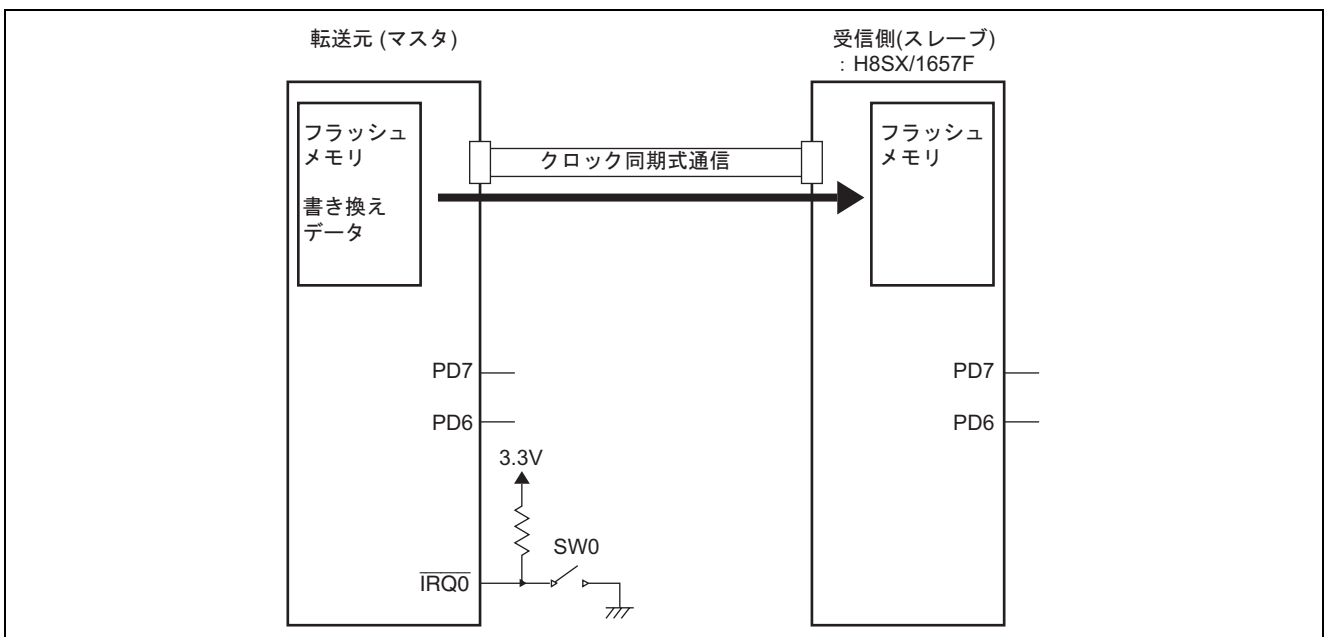 転送元 (マスタ)
受信側(スレーブ)
: H8SX/1657F
フラッシュ
メモリ
書き換え
データ
クロック同期式通信
フラッシュ
メモリ
PD7
PD6
3.3V
SW0
IRQ0
PD7
PD6